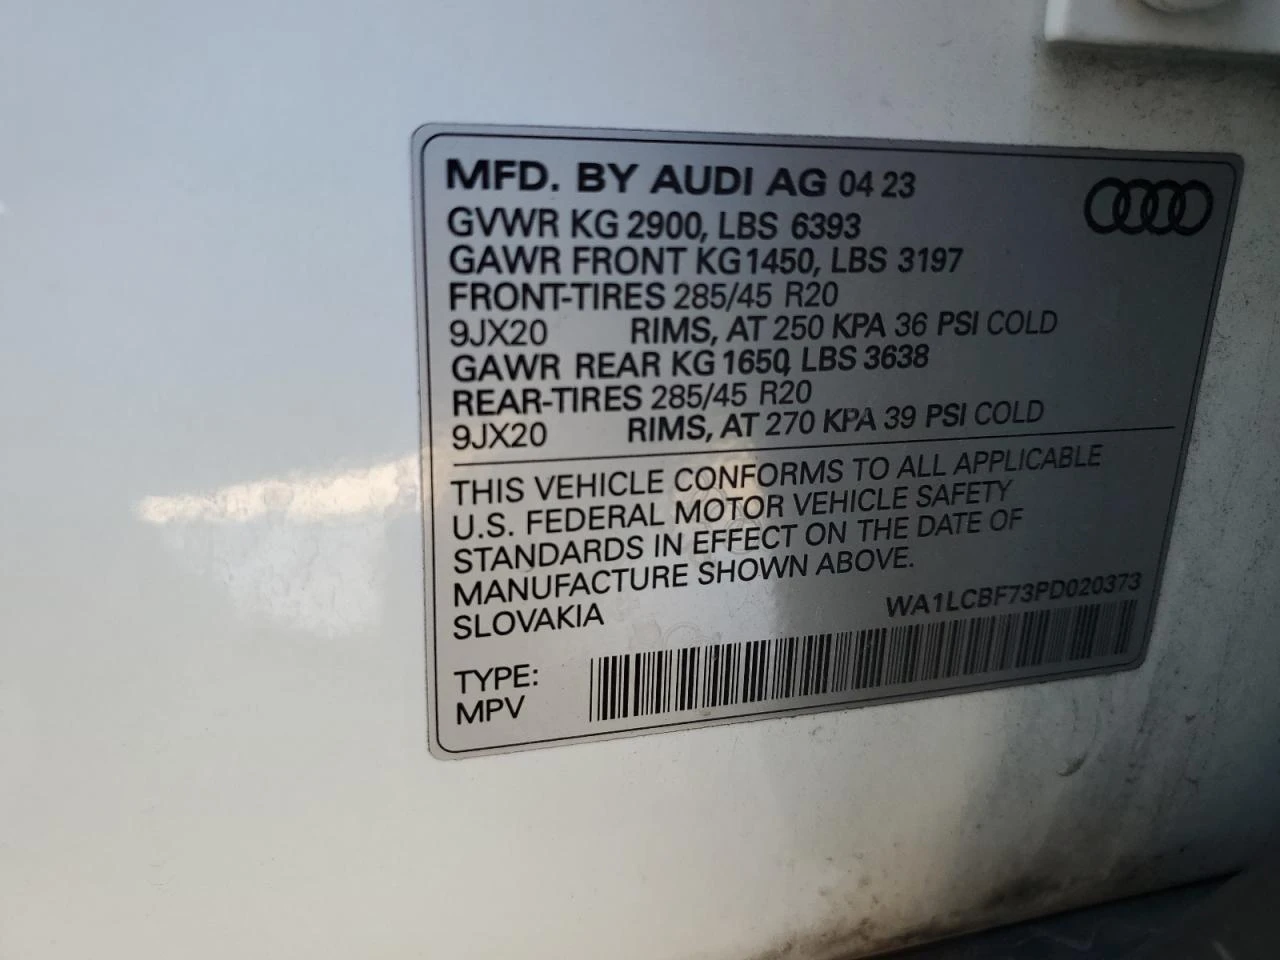 MFD. BY AUDI AG 04 23
GVWR KG 2900, LBS 6393
GAWR FRONT KG1450, LBS 3197
FRONT-TIRES 285/45 R20
9JX20 RIMS, AT 250 KPA 36 PSI COLD
GAWR REAR KG 1650, LBS 3638
REAR-TIRES 285/45 R20
9JX20 RIMS, AT 270 KPA 39 PSI COLD
THIS VEHICLE CONFORMS TO ALL APPLICABLE
U.S. FEDERAL MOTOR VEHICLE SAFETY
STANDARDS IN EFFECT ON THE DATE OF
MANUFACTURE SHOWN ABOVE.
SLOVAKIA
WA1LCBF73PD020373
TYPE:
MPV